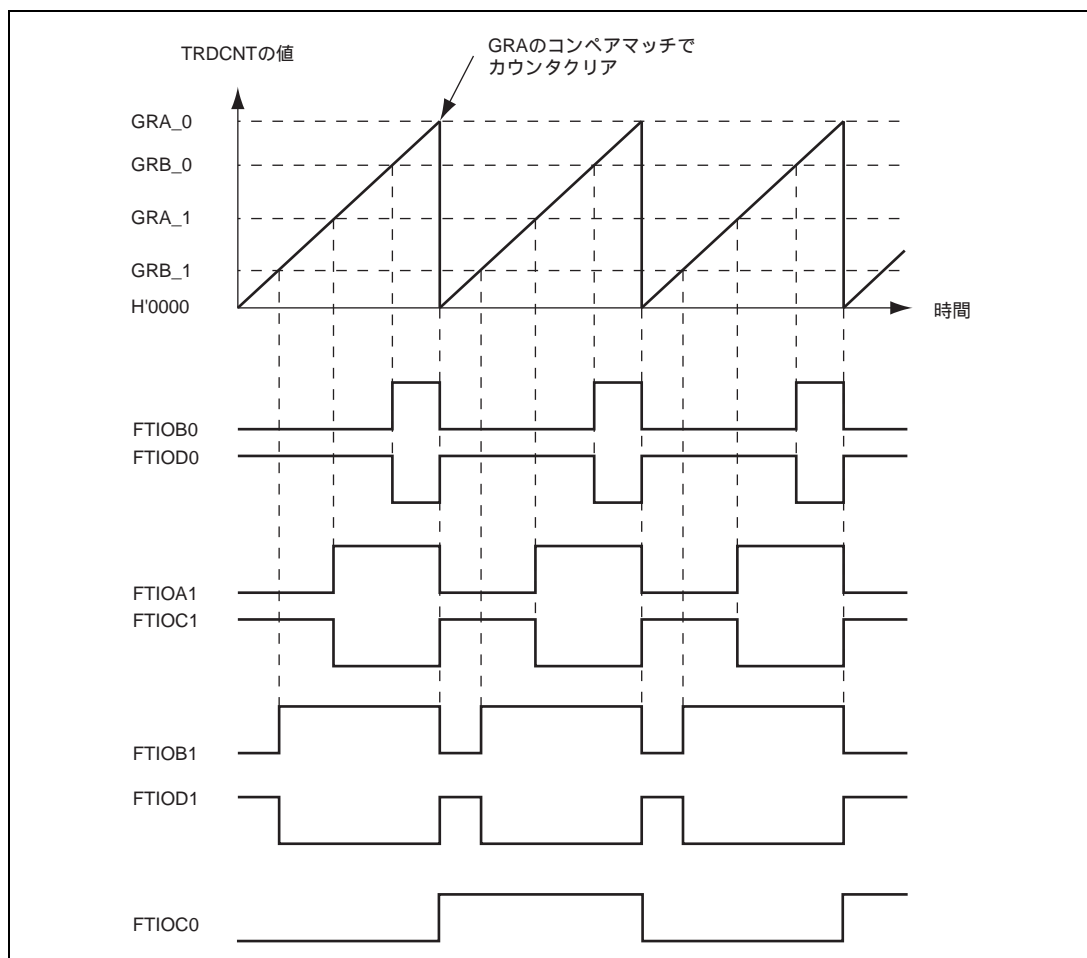 TRDCNTの値
GRAのコンペアマッチで
カウンタクリア
GRA_0
GRB_0
GRA_1
GRB_1
H'0000
時間
FTIOB0
FTIOD0
FTIOA1
FTIOC1
FTIOB1
FTIOD1
FTIOC0